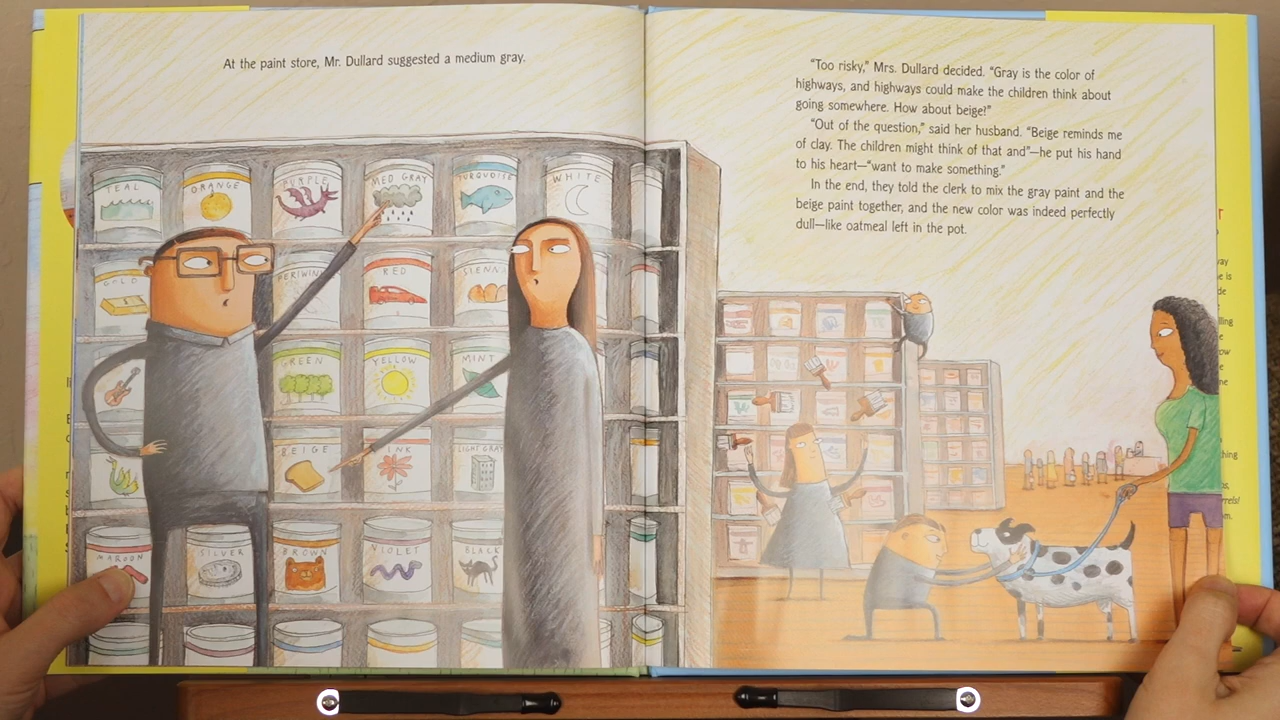 At the paint store, Mr. Dullard suggested a medium gray.
TEAL
ORANGE
PURPLE
MED GRAY
TURQUOISE
WHITE
GOLD
PERIWIN
RED
SIENN
GREEN
YELLOW
MINT
BEIGE
INK
LIGHT GRAY
MAROON
SILVER
BROWN
VIOLET
BLACK
“Too risky,” Mrs. Dullard decided. “Gray is the color of
highways, and highways could make the children think about
going somewhere. How about beige?”
“Out of the question,” said her husband. “Beige reminds me
of clay. The children might think of that and”—he put his hand
to his heart—“want to make something.”
In the end, they told the clerk to mix the gray paint and the
beige paint together, and the new color was indeed perfectly
dull—like oatmeal left in the pot.